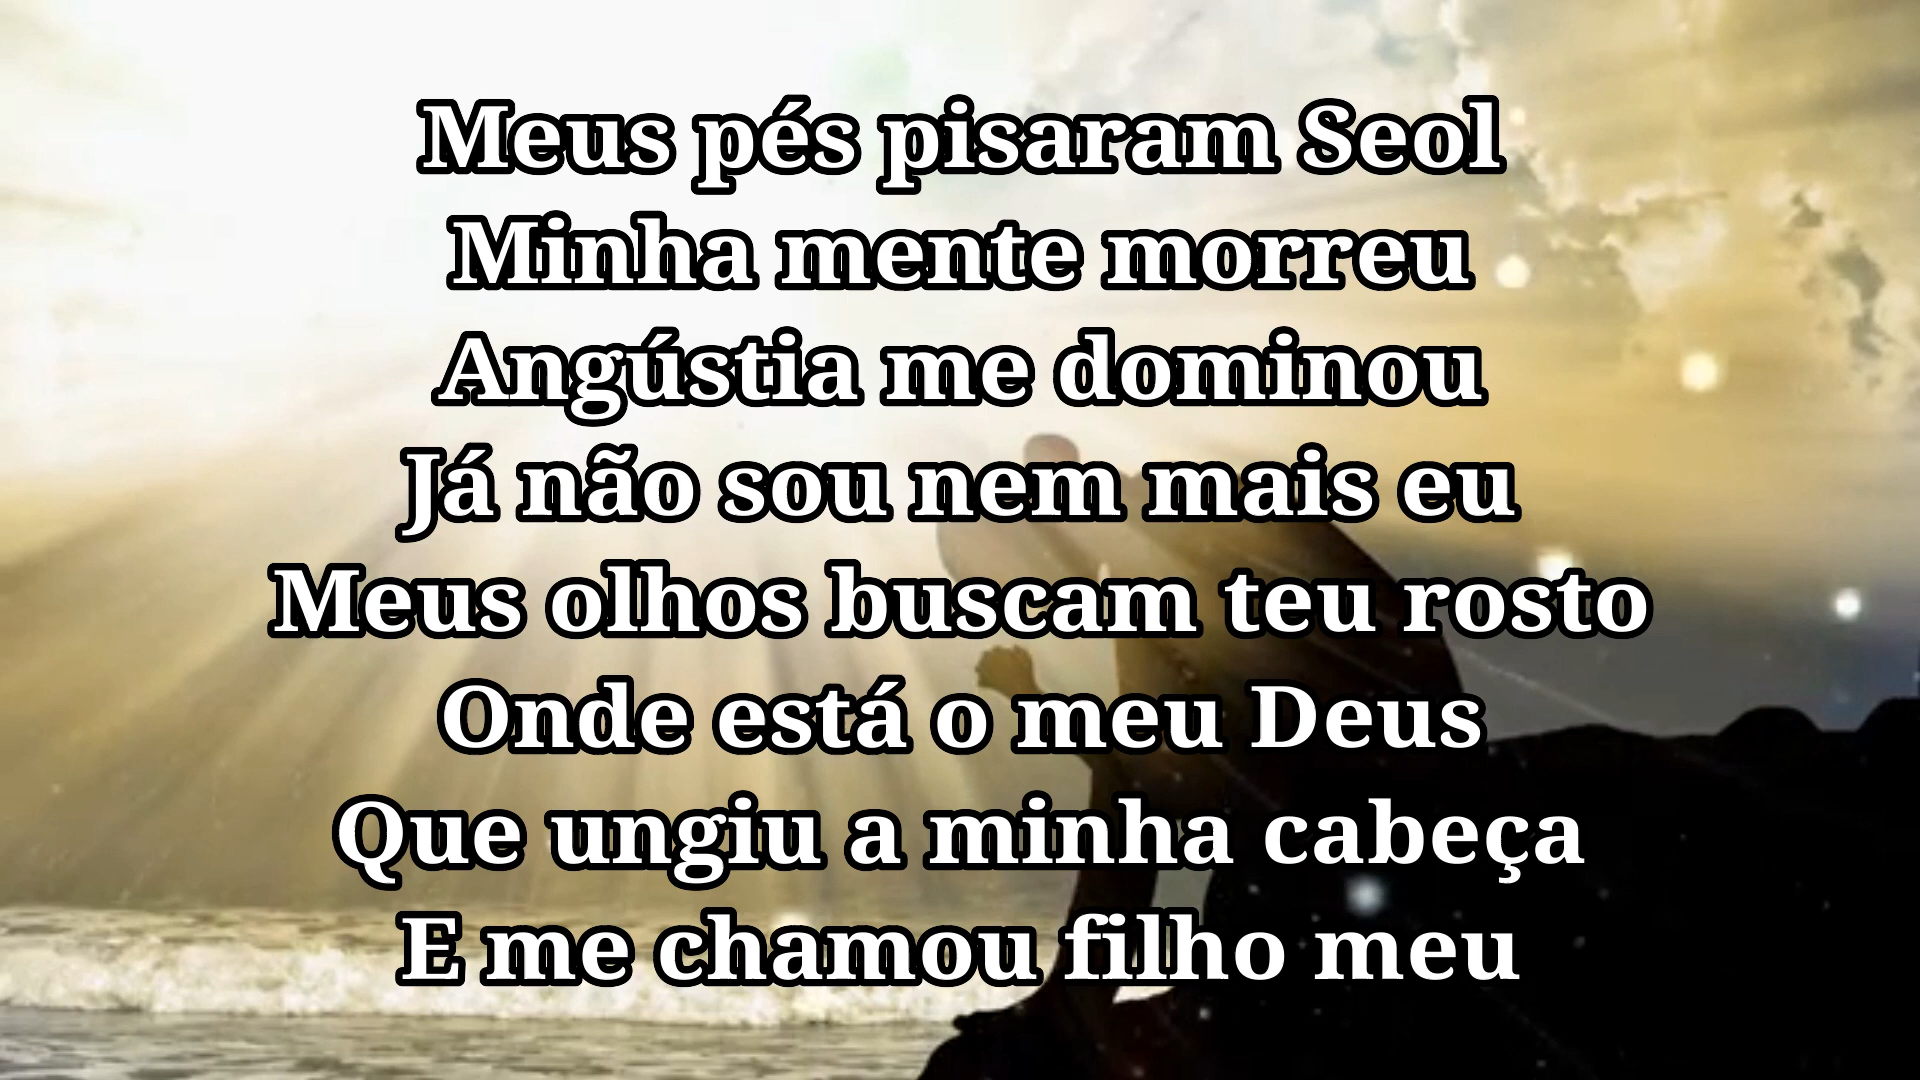 Meus pés pisaram Seol
Minha mente morreu
Angústia me dominou
Já não sou nem mais eu
Meus olhos buscam teu rosto
Onde está o meu Deus
Que ungiu a minha cabeça
E me chamou filho meu